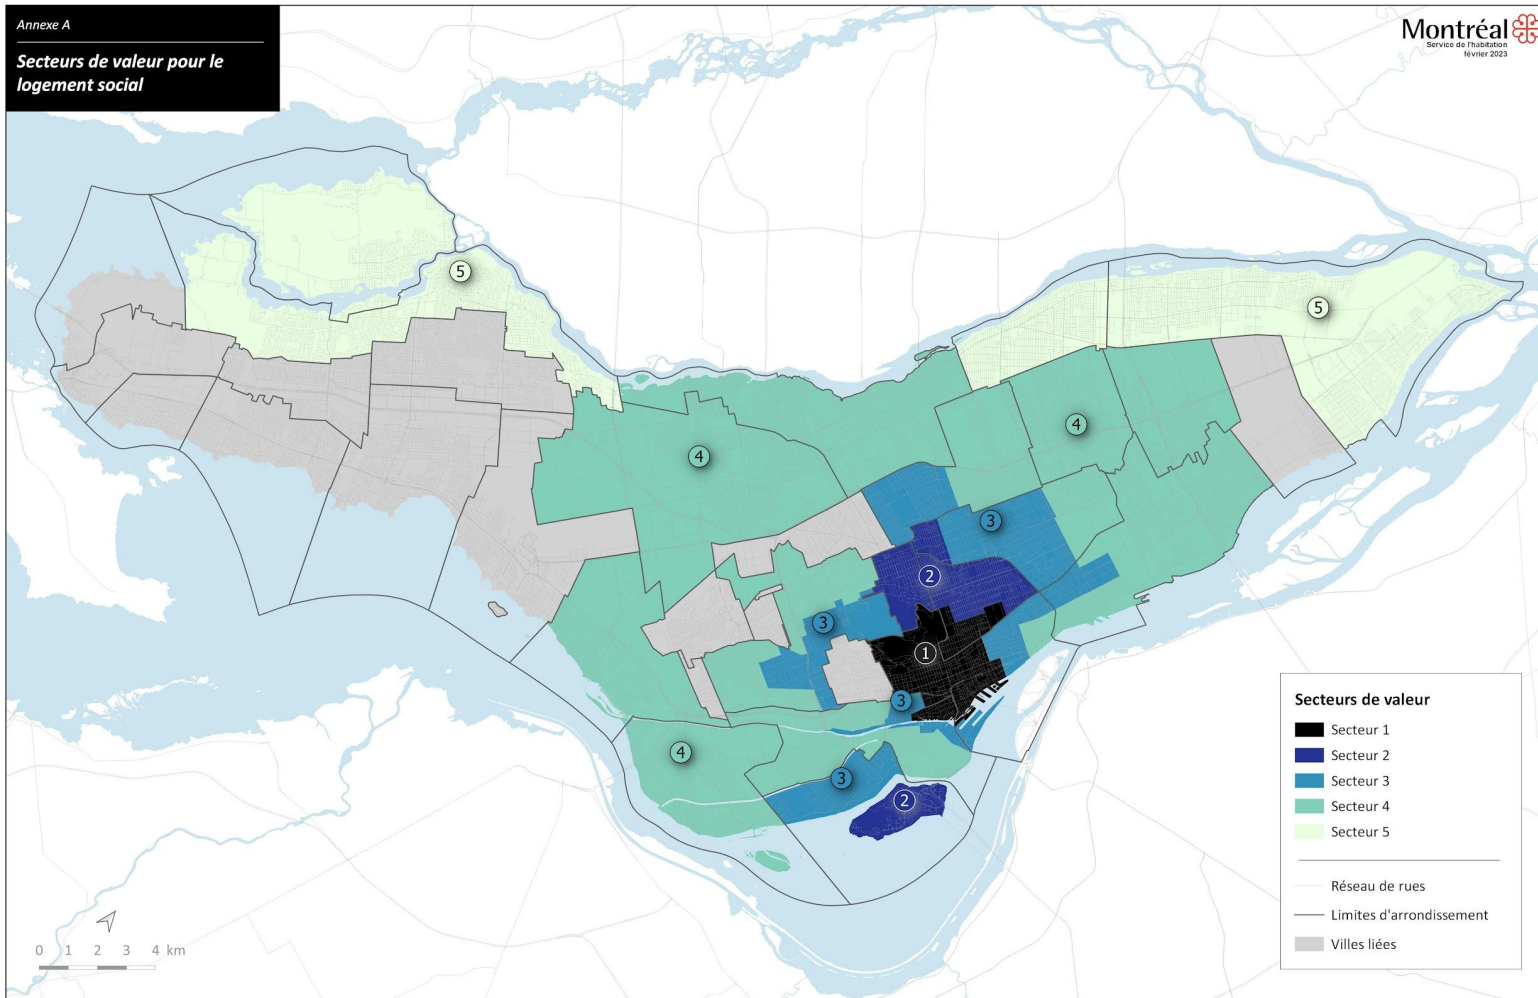 Annexe A
Secteurs de valeur pour le
logement social
Montréal
Service de l'habitation
février 2023
5
5
4
4
3
2
3
1
3
4
3
2
Secteurs de valeur
Secteur 1
Secteur 2
Secteur 3
Secteur 4
Secteur 5
Réseau de rues
Limites d'arrondissement
Villes liées
0 1 2 3 4 km